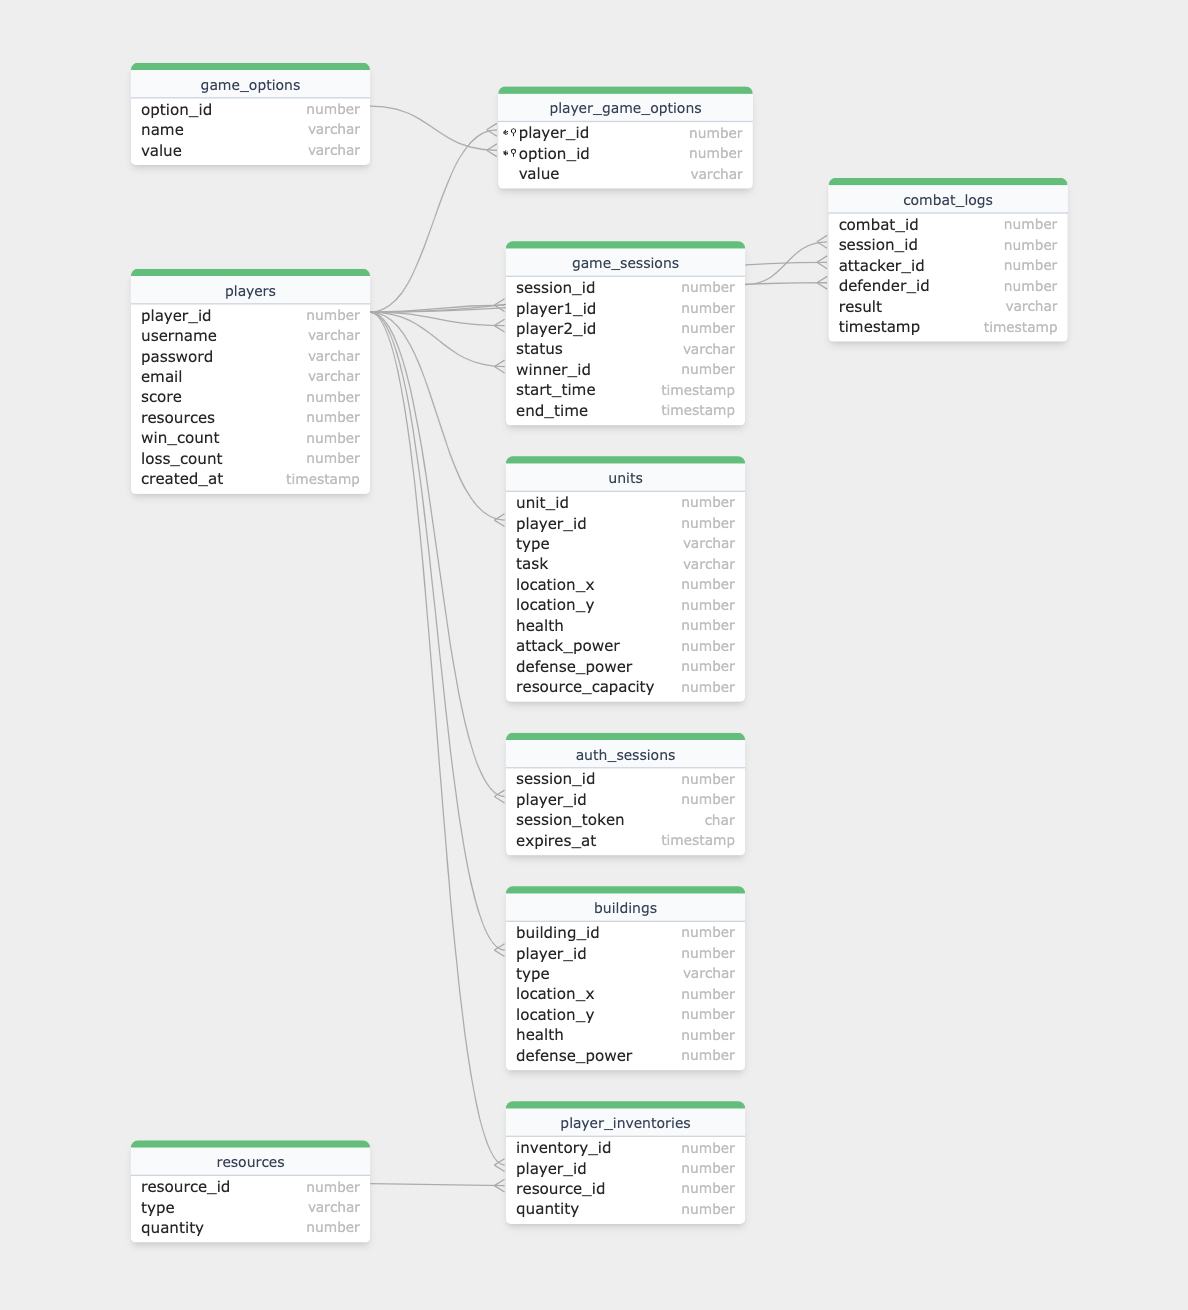 game_options
option_id number
name varchar
value varchar
player_game_options
player_id number
option_id number
value varchar
combat_logs
combat_id number
session_id number
attacker_id number
defender_id number
result varchar
timestamp timestamp
game_sessions
session_id number
player1_id number
player2_id number
status varchar
winner_id number
start_time timestamp
end_time timestamp
players
player_id number
username varchar
password varchar
email varchar
score number
resources number
win_count number
loss_count number
created_at timestamp
units
unit_id number
player_id number
type varchar
task varchar
location_x number
location_y number
health number
attack_power number
defense_power number
resource_capacity number
auth_sessions
session_id number
player_id number
session_token char
expires_at timestamp
buildings
building_id number
player_id number
type varchar
location_x number
location_y number
health number
defense_power number
player_inventories
inventory_id number
player_id number
resource_id number
quantity number
resources
resource_id number
type varchar
quantity number